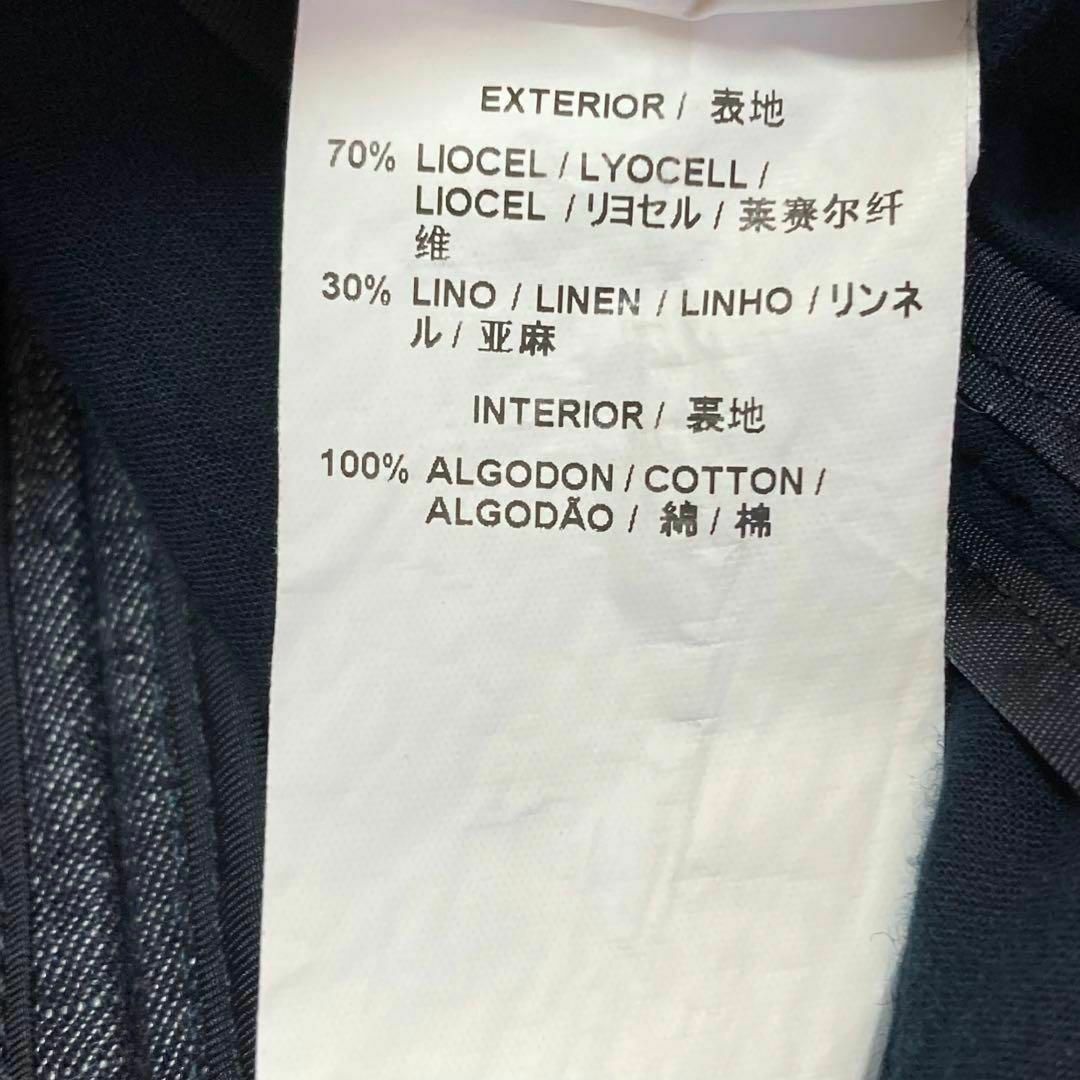 EXTERIOR / 表地
70% LIOCEL / LYOCELL /
LIOCEL / リヨセル / 莱赛尔纤
维
30% LINO / LINEN / LINHO / リンネ
ル / 亚麻
INTERIOR / 裏地
100% ALGODON / COTTON /
ALGODÃO / 綿 / 棉